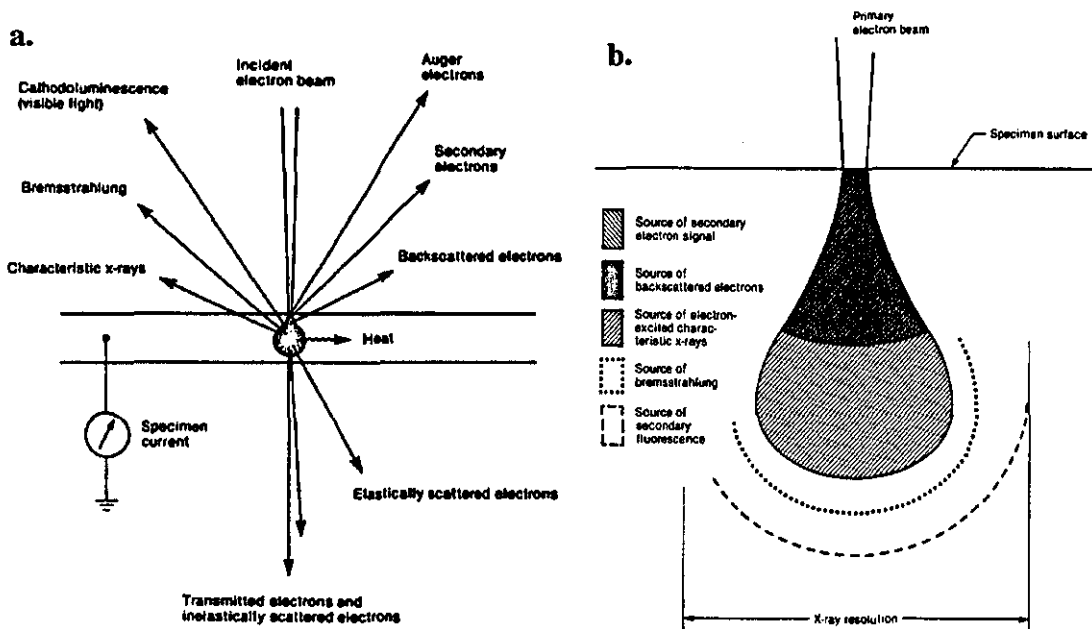 a.
Incident
electron beam
Auger
electrons
Cathodoluminescence
(visible light)
Secondary
electrons
Bremsstrahlung
Characteristic x-rays
Backscattered electrons
Heat
Specimen
current
Elastically scattered electrons
Transmitted electrons and
inelastically scattered electrons
b.
Primary
electron beam
Specimen surface
Source of secondary
electron signal
Source of
backscattered electrons
Source of electron-
excited charac-
teristic x-rays
Source of
bremsstrahlung
Source of
secondary
fluorescence
X-ray resolution